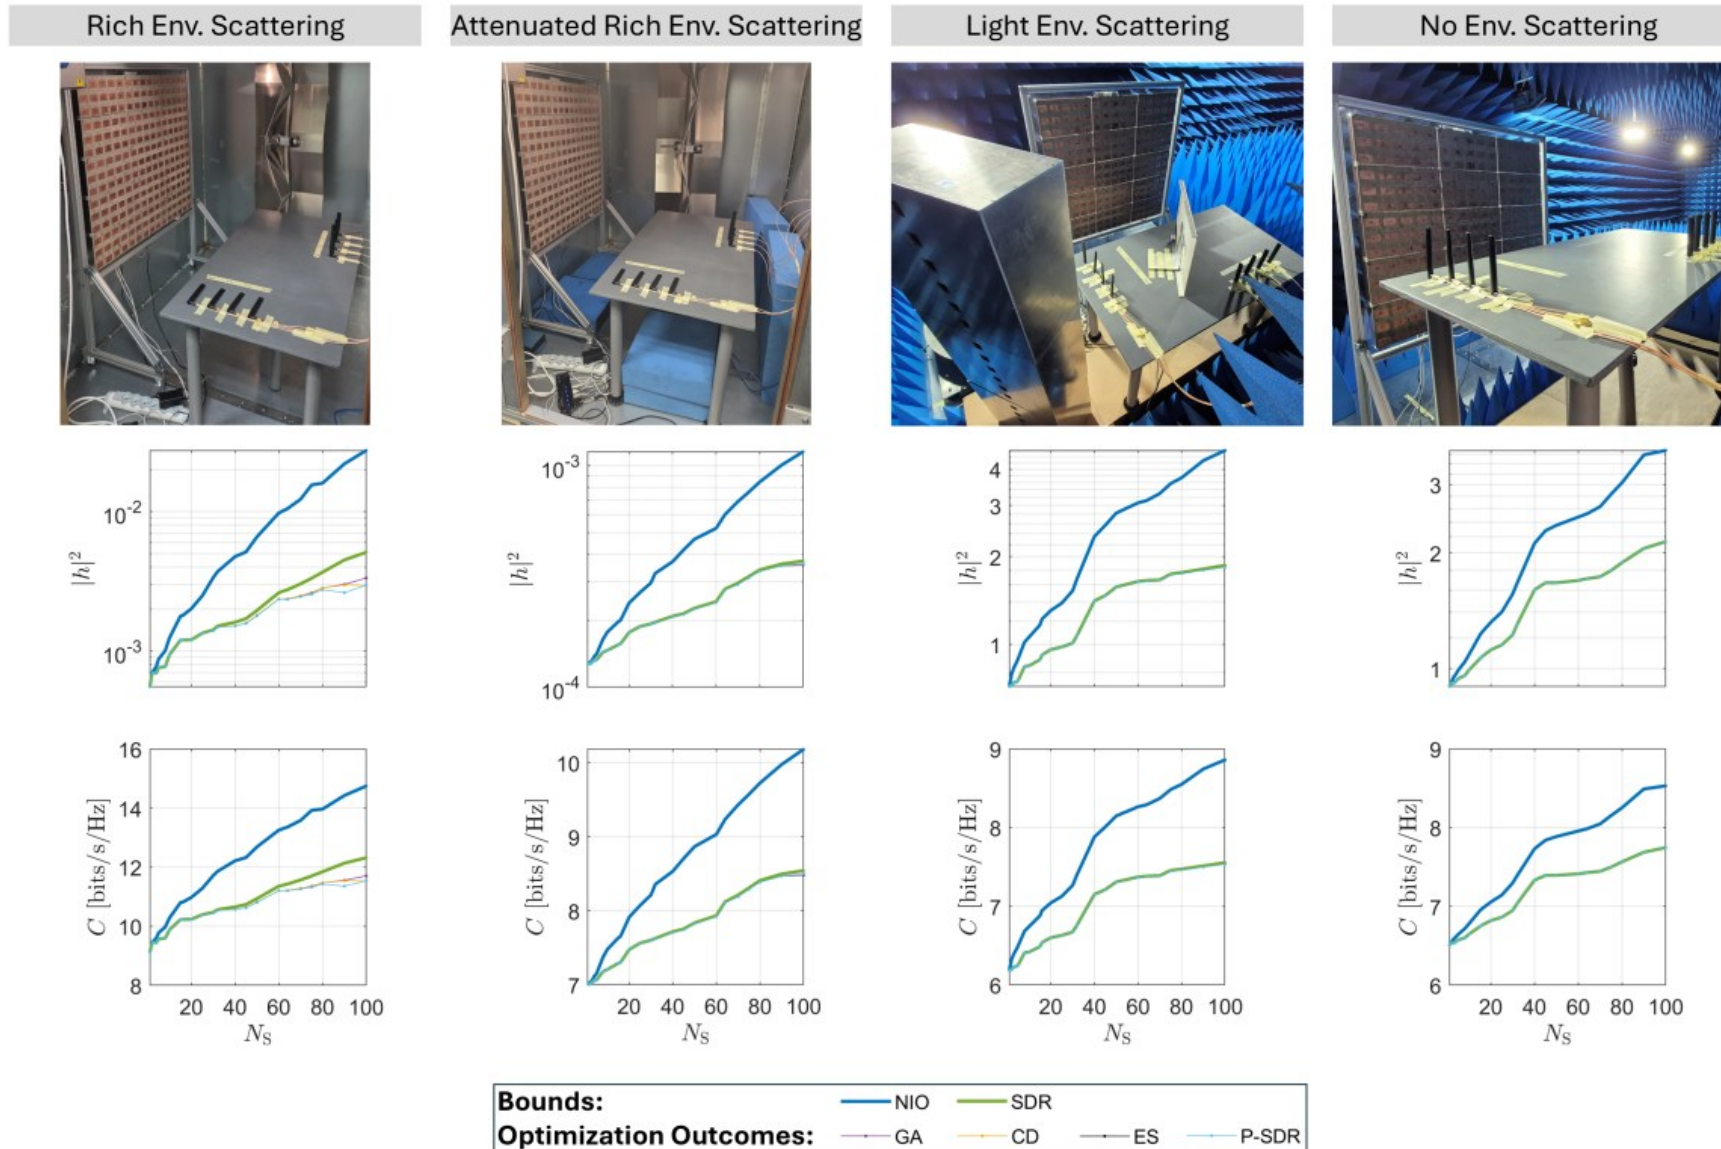 Rich Env. Scattering
Attenuated Rich Env. Scattering
Light Env. Scattering
No Env. Scattering
|h|²
10⁻²
10⁻³
|h|²
10⁻³
10⁻⁴
|h|²
4
3
2
1
|h|²
3
2
1
C [bits/s/Hz]
16
14
12
10
8
20 40 60 80 100
N_S
C [bits/s/Hz]
10
9
8
7
20 40 60 80 100
N_S
C [bits/s/Hz]
9
8
7
6
20 40 60 80 100
N_S
C [bits/s/Hz]
9
8
7
6
20 40 60 80 100
N_S
Bounds: NIO SDR
Optimization Outcomes: GA CD ES P-SDR